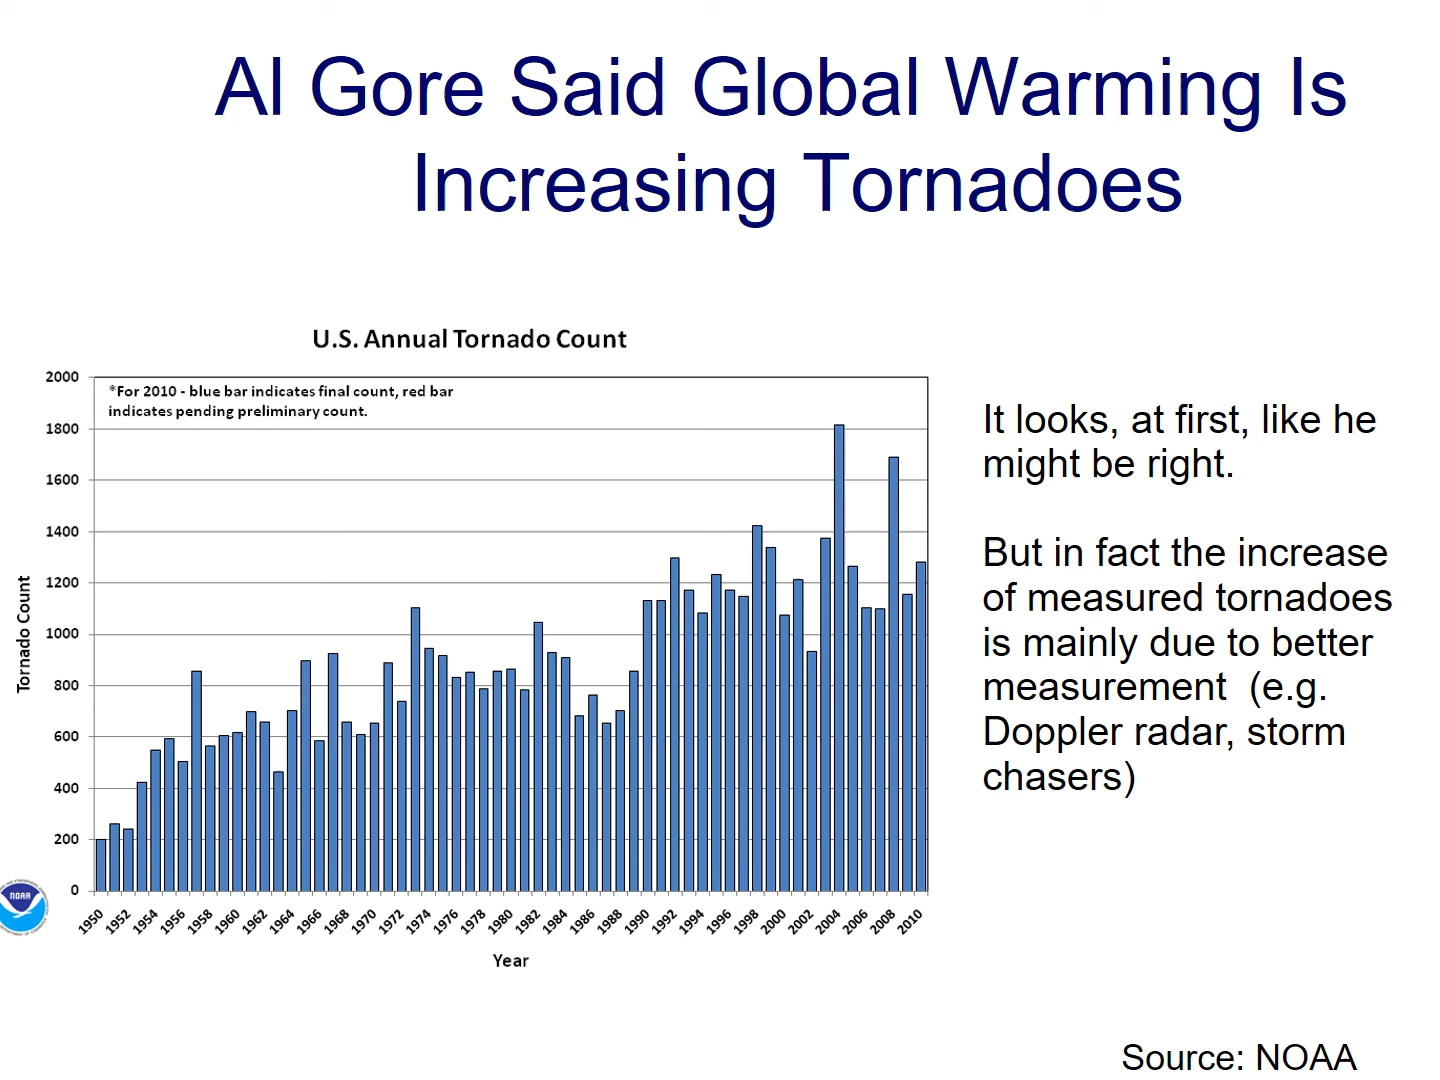 Al Gore Said Global Warming Is
Increasing Tornadoes
U.S. Annual Tornado Count
*For 2010 - blue bar indicates final count, red bar
indicates pending preliminary count.
2000
1800
1600
1400
1200
1000
800
600
400
200
0
Tornado Count
1950
1952
1954
1956
1958
1960
1962
1964
1966
1968
1970
1972
1974
1976
1978
1980
1982
1984
1986
1988
1990
1992
1994
1996
1998
2000
2002
2004
2006
2008
2010
Year
NOAA
It looks, at first, like he
might be right.
But in fact the increase
of measured tornadoes
is mainly due to better
measurement  (e.g.
Doppler radar, storm
chasers)
Source: NOAA